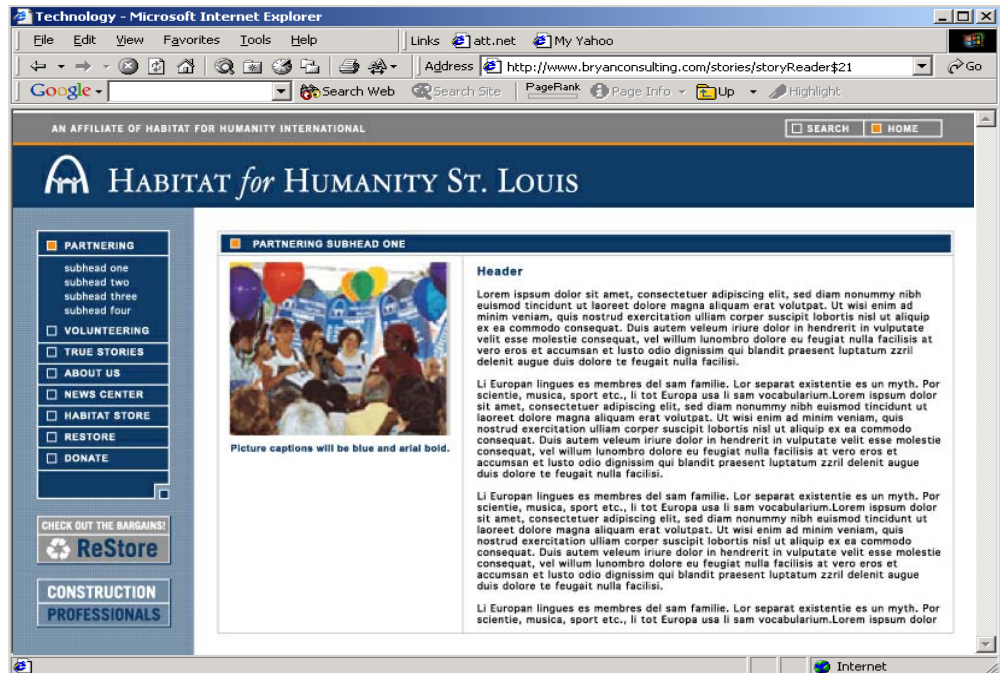 Technology - Microsoft Internet Explorer
File Edit View Favorites Tools Help
Links att.net My Yahoo
Address http://www.bryanconsulting.com/stories/storyReader$21 Go
Google Search Web Search Site PageRank Page Info Up Highlight
AN AFFILIATE OF HABITAT FOR HUMANITY INTERNATIONAL
SEARCH HOME
HABITAT for HUMANITY ST. LOUIS
PARTNERING
subhead one
subhead two
subhead three
subhead four
VOLUNTEERING
TRUE STORIES
ABOUT US
NEWS CENTER
HABITAT STORE
RESTORE
DONATE
CHECK OUT THE BARGAINS!
ReStore
CONSTRUCTION
PROFESSIONALS
PARTNERING SUBHEAD ONE
Picture captions will be blue and arial bold.
Header
Lorem ispsum dolor sit amet, consectetuer adipiscing elit, sed diam nonummy nibh
euismod tincidunt ut laoreet dolore magna aliquam erat volutpat. Ut wisi enim ad
minim veniam, quis nostrud exercitation ulliam corper suscipit lobortis nisl ut aliquip
ex ea commodo consequat. Duis autem veleum iriure dolor in hendrerit in vulputate
velit esse molestie consequat, vel willum lunombro dolore eu feugiat nulla facilisis at
vero eros et accumsan et lusto odio dignissim qui blandit praesent luptatum zzril
delenit augue duis dolore te feugait nulla facilisi.
Li Europan lingues es membres del sam familie. Lor separat existentie es un myth. Por
scientie, musica, sport etc., li tot Europa usa li sam vocabularium.Lorem ispsum dolor
sit amet, consectetuer adipiscing elit, sed diam nonummy nibh euismod tincidunt ut
laoreet dolore magna aliquam erat volutpat. Ut wisi enim ad minim veniam, quis
nostrud exercitation ulliam corper suscipit lobortis nisl ut aliquip ex ea commodo
consequat. Duis autem veleum iriure dolor in hendrerit in vulputate velit esse molestie
consequat, vel willum lunombro dolore eu feugiat nulla facilisis at vero eros et
accumsan et lusto odio dignissim qui blandit praesent luptatum zzril delenit augue
duis dolore te feugait nulla facilisi.
Li Europan lingues es membres del sam familie. Lor separat existentie es un myth. Por
scientie, musica, sport etc., li tot Europa usa li sam vocabularium.Lorem ispsum dolor
sit amet, consectetuer adipiscing elit, sed diam nonummy nibh euismod tincidunt ut
laoreet dolore magna aliquam erat volutpat. Ut wisi enim ad minim veniam, quis
nostrud exercitation ulliam corper suscipit lobortis nisl ut aliquip ex ea commodo
consequat. Duis autem veleum iriure dolor in hendrerit in vulputate velit esse molestie
consequat, vel willum lunombro dolore eu feugiat nulla facilisis at vero eros et
accumsan et lusto odio dignissim qui blandit praesent luptatum zzril delenit augue
duis dolore te feugait nulla facilisi.
Li Europan lingues es membres del sam familie. Lor separat existentie es un myth. Por
scientie, musica, sport etc., li tot Europa usa li sam vocabularium.Lorem ispsum dolor
Internet